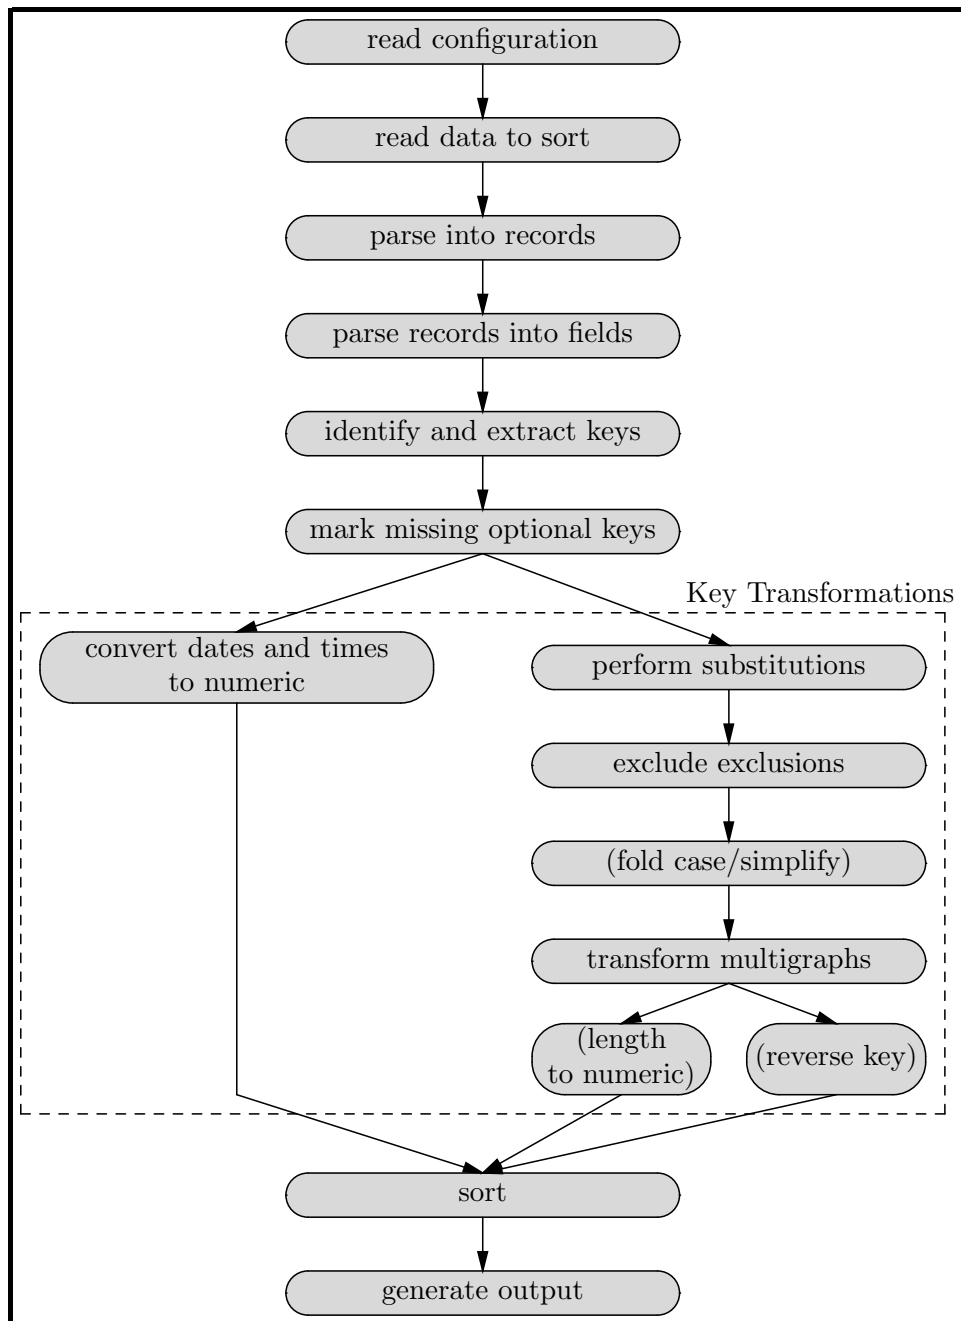 read configuration
read data to sort
parse into records
parse records into fields
identify and extract keys
mark missing optional keys
Key Transformations
convert dates and times
to numeric
perform substitutions
exclude exclusions
(fold case/simplify)
transform multigraphs
(length
to numeric)
(reverse key)
sort
generate output